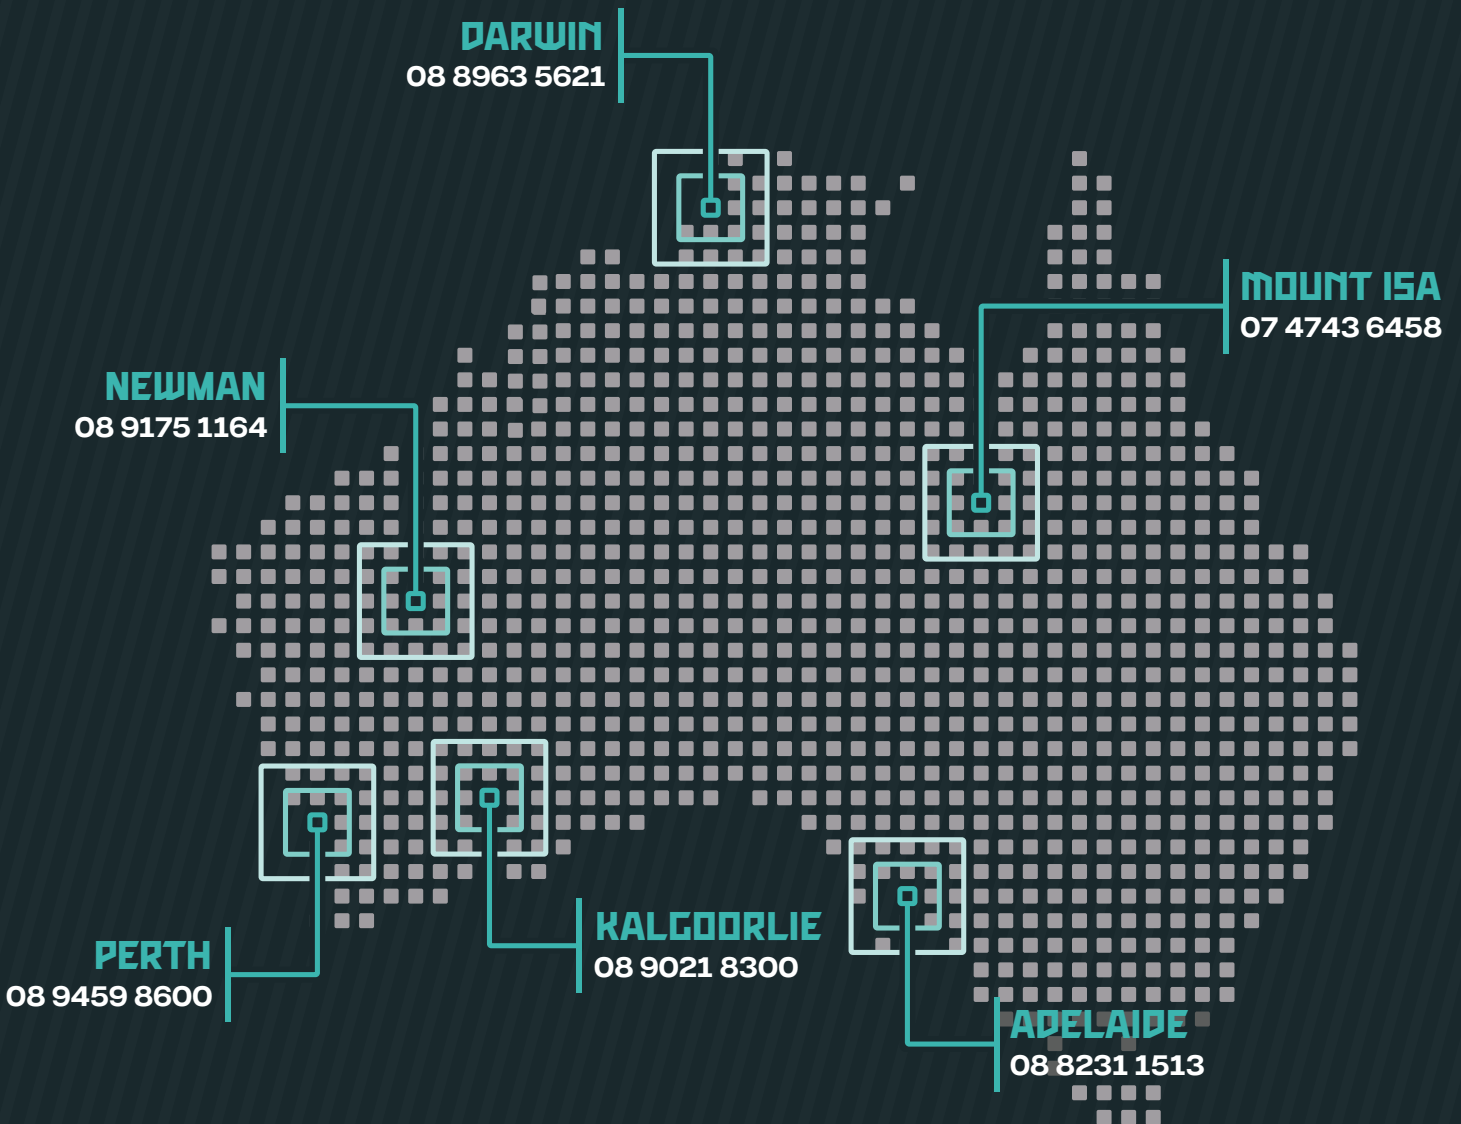 DARWIN
08 8963 5621
MOUNT ISA
07 4743 6458
NEWMAN
08 9175 1164
KALGOORLIE
08 9021 8300
PERTH
08 9459 8600
ADELAIDE
08 8231 1513